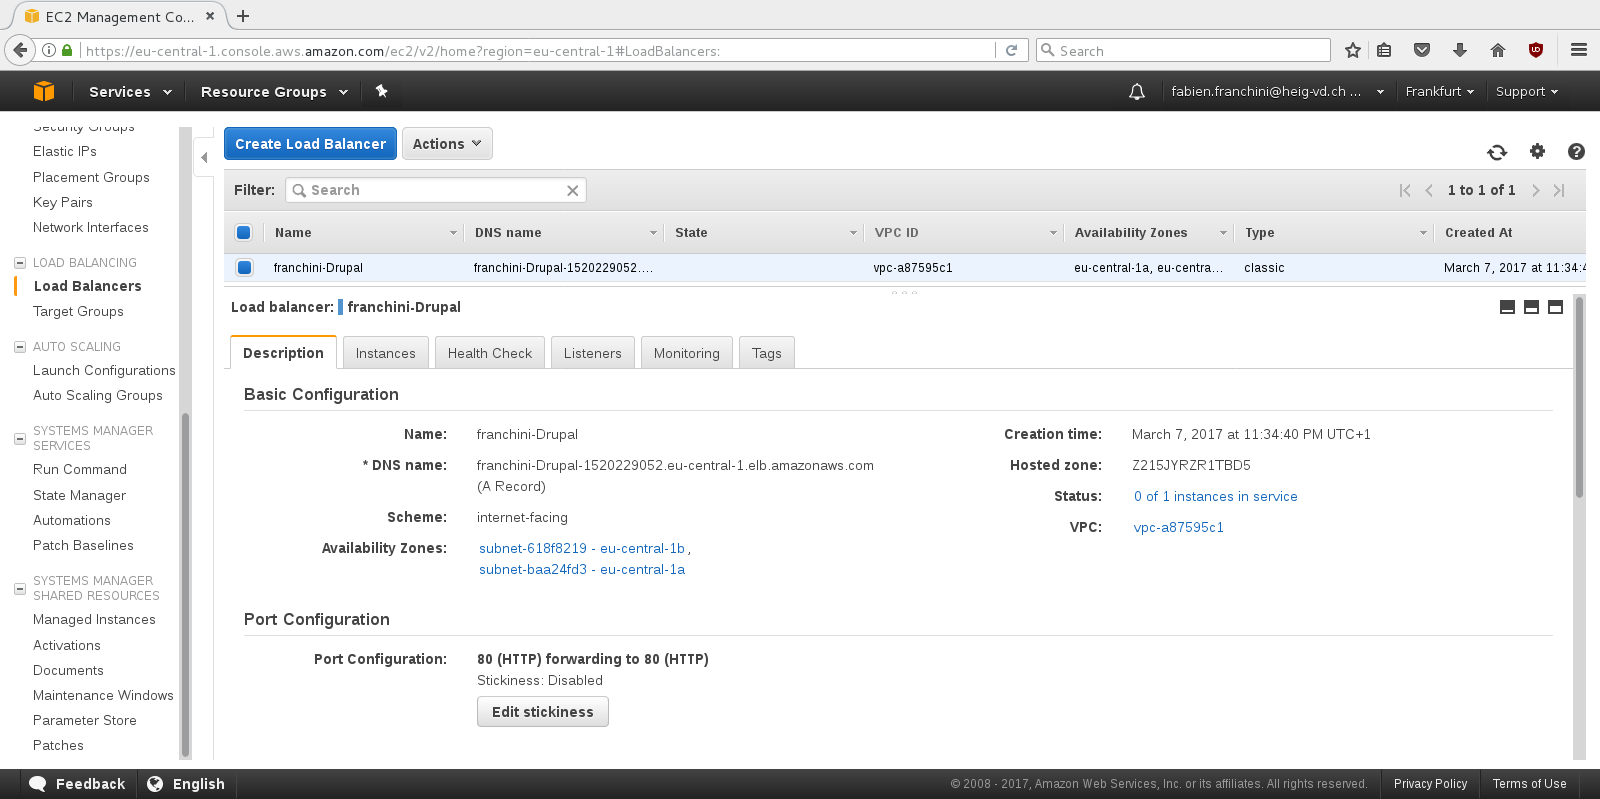 EC2 Management Co...
https://eu-central-1.console.aws.amazon.com/ec2/v2/home?region=eu-central-1#LoadBalancers:
Search
Services
Resource Groups
fabien.franchini@heig-vd.ch ...
Frankfurt
Support
Security Groups
Elastic IPs
Placement Groups
Key Pairs
Network Interfaces
LOAD BALANCING
Load Balancers
Target Groups
AUTO SCALING
Launch Configurations
Auto Scaling Groups
SYSTEMS MANAGER
SERVICES
Run Command
State Manager
Automations
Patch Baselines
SYSTEMS MANAGER
SHARED RESOURCES
Managed Instances
Activations
Documents
Maintenance Windows
Parameter Store
Patches
Create Load Balancer
Actions
Filter:
Search
1 to 1 of 1
Name DNS name State VPC ID Availability Zones Type Created At
franchini-Drupal franchini-Drupal-1520229052.... vpc-a87595c1 eu-central-1a, eu-centra... classic March 7, 2017 at 11:34:4
Load balancer: franchini-Drupal
Description Instances Health Check Listeners Monitoring Tags
Basic Configuration
Name: franchini-Drupal
* DNS name: franchini-Drupal-1520229052.eu-central-1.elb.amazonaws.com
(A Record)
Scheme: internet-facing
Availability Zones: subnet-618f8219 - eu-central-1b,
subnet-baa24fd3 - eu-central-1a
Creation time: March 7, 2017 at 11:34:40 PM UTC+1
Hosted zone: Z215JYRZR1TBD5
Status: 0 of 1 instances in service
VPC: vpc-a87595c1
Port Configuration
Port Configuration: 80 (HTTP) forwarding to 80 (HTTP)
Stickiness: Disabled
Edit stickiness
Feedback
English
© 2008 - 2017, Amazon Web Services, Inc. or its affiliates. All rights reserved.
Privacy Policy
Terms of Use